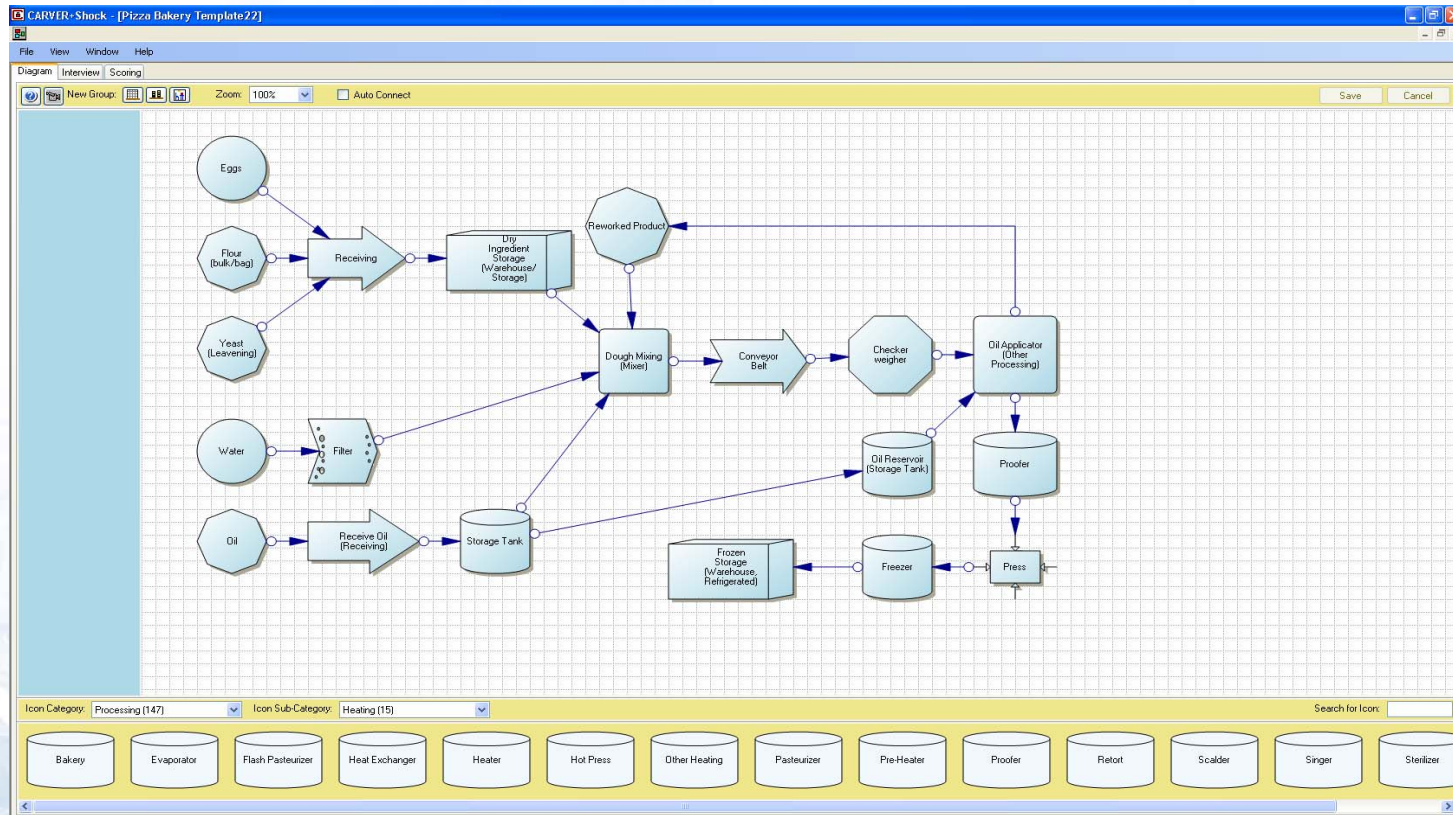 CARVER+Shock - [Pizza Bakery Template22]
File View Window Help
Diagram Interview Scoring
New Group: Zoom: 100% Auto Connect Save Cancel
Eggs
Flour
(bulk/bag)
Yeast
(Leavening)
Receiving
Dry
Ingredient
Storage
(Warehouse/
Storage)
Reworked Product
Dough Mixing
(Mixer)
Conveyor
Belt
Checker
weigher
Oil Applicator
(Other
Processing)
Water
Filter
Oil Reservoir
(Storage Tank)
Proofer
Oil
Receive Oil
(Receiving)
Storage Tank
Frozen
Storage
(Warehouse,
Refrigerated)
Freezer
Press
Icon Category: Processing (147) Icon Sub-Category: Heating (15) Search for Icon:
Bakery Evaporator Flash Pasteurizer Heat Exchanger Heater Hot Press Other Heating Pasteurizer Pre-Heater Proofer Retort Scalder Singer Sterilizer